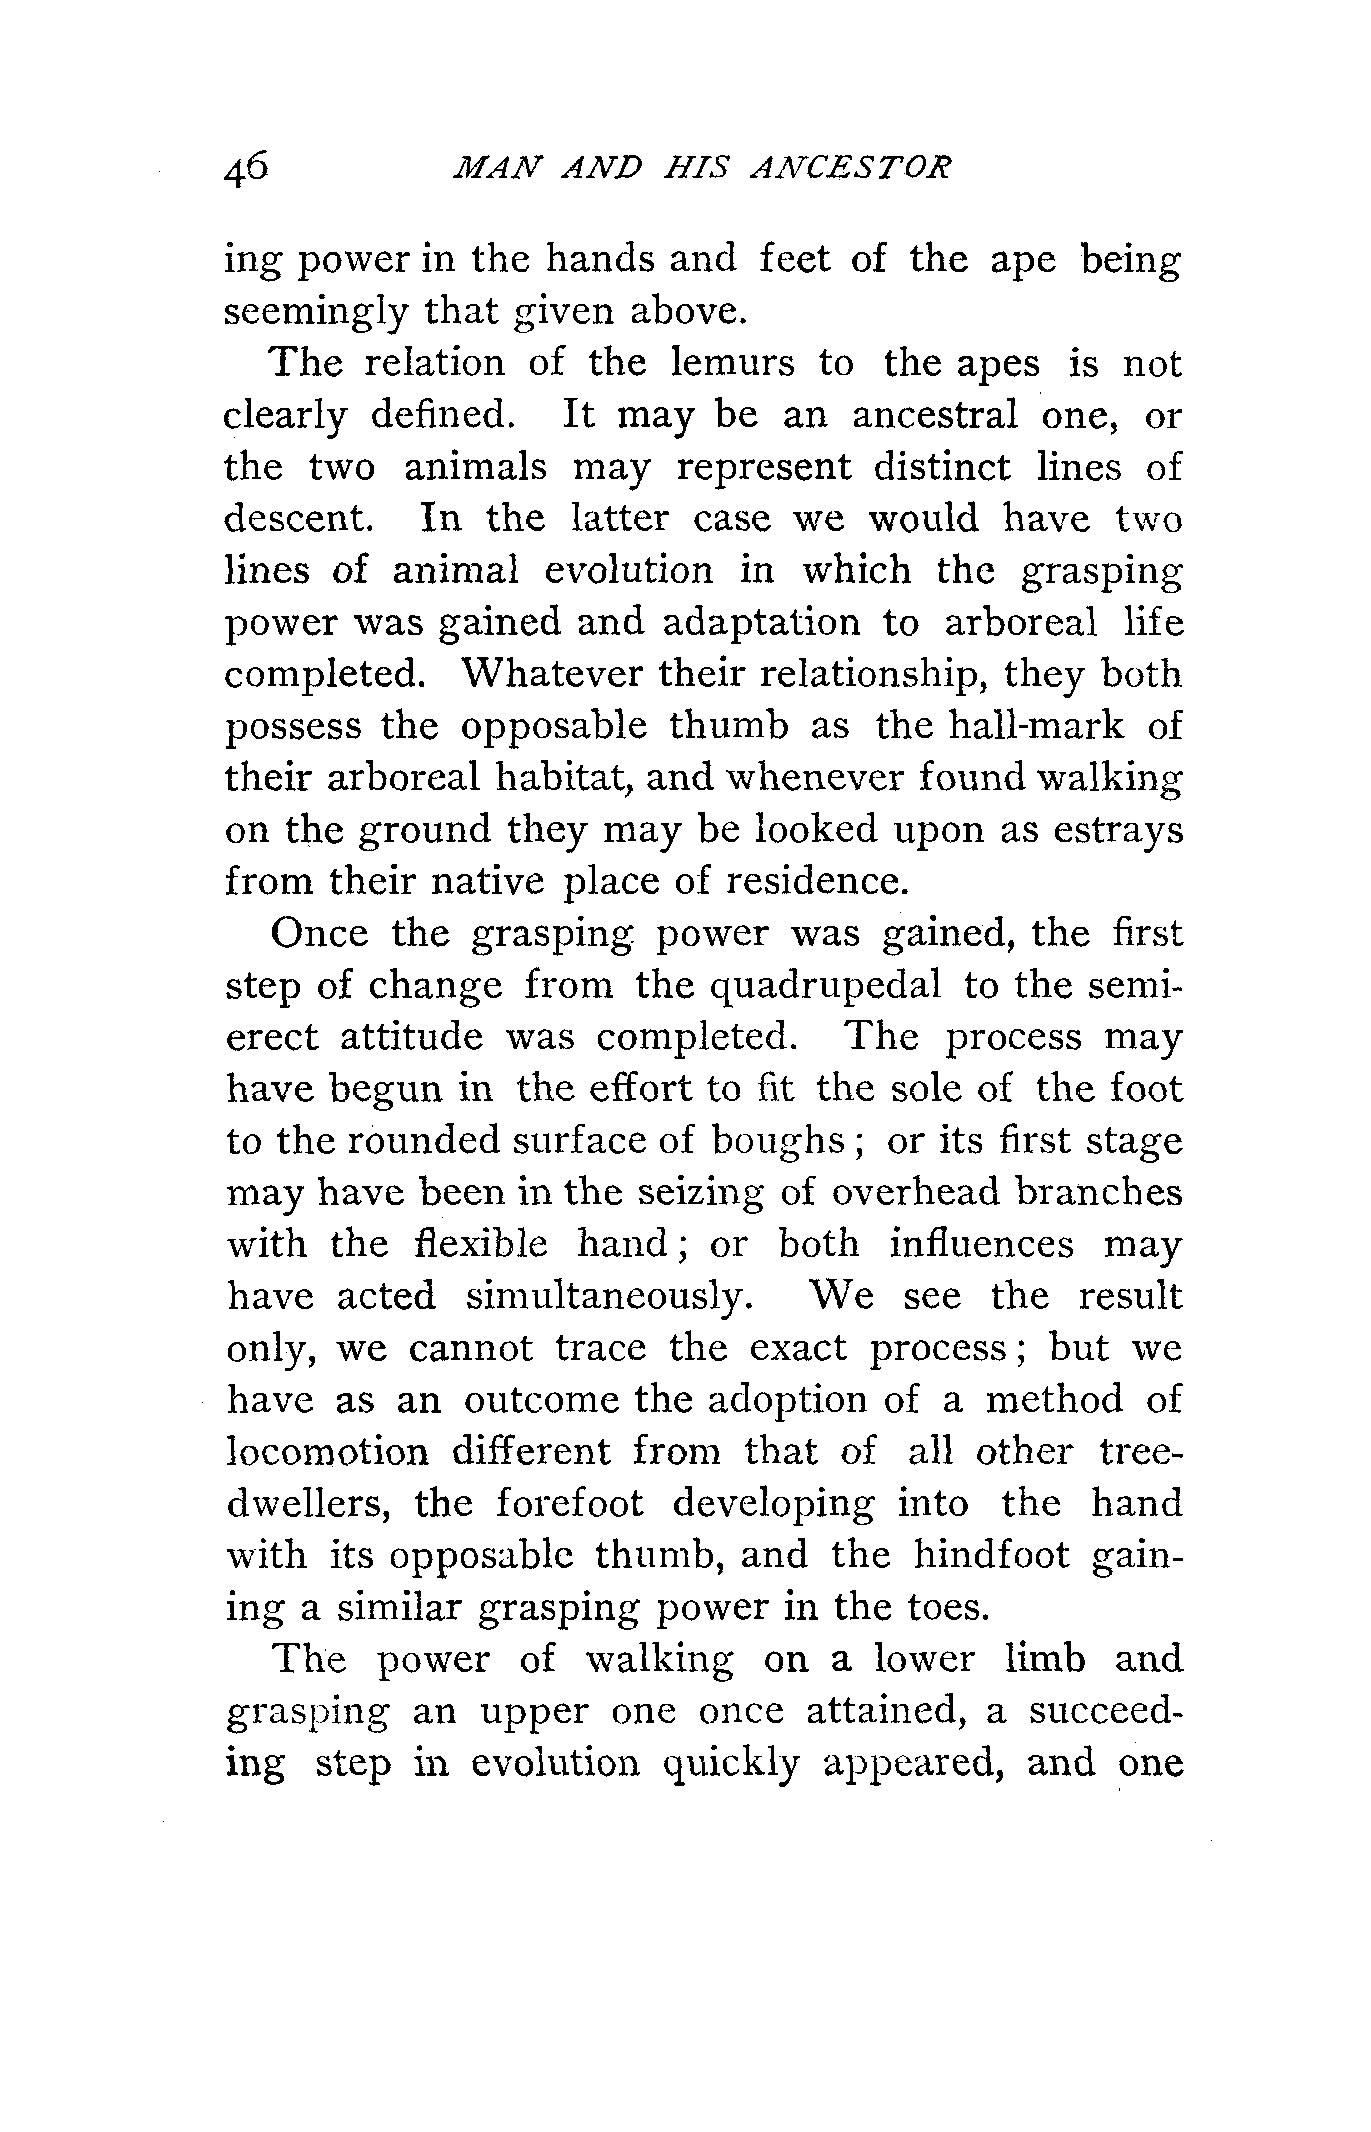 46 MAN AND HIS ANCESTOR
ing power in the hands and feet of the ape being
seemingly that given above.
The relation of the lemurs to the apes is not
clearly defined. It may be an ancestral one, or
the two animals may represent distinct lines of
descent. In the latter case we would have two
lines of animal evolution in which the grasping
power was gained and adaptation to arboreal life
completed. Whatever their relationship, they both
possess the opposable thumb as the hall-mark of
their arboreal habitat, and whenever found walking
on the ground they may be looked upon as estrays
from their native place of residence.
Once the grasping power was gained, the first
step of change from the quadrupedal to the semi-
erect attitude was completed. The process may
have begun in the effort to fit the sole of the foot
to the rounded surface of boughs; or its first stage
may have been in the seizing of overhead branches
with the flexible hand; or both influences may
have acted simultaneously. We see the result
only, we cannot trace the exact process; but we
have as an outcome the adoption of a method of
locomotion different from that of all other tree-
dwellers, the forefoot developing into the hand
with its opposable thumb, and the hindfoot gain-
ing a similar grasping power in the toes.
The power of walking on a lower limb and
grasping an upper one once attained, a succeed-
ing step in evolution quickly appeared, and one